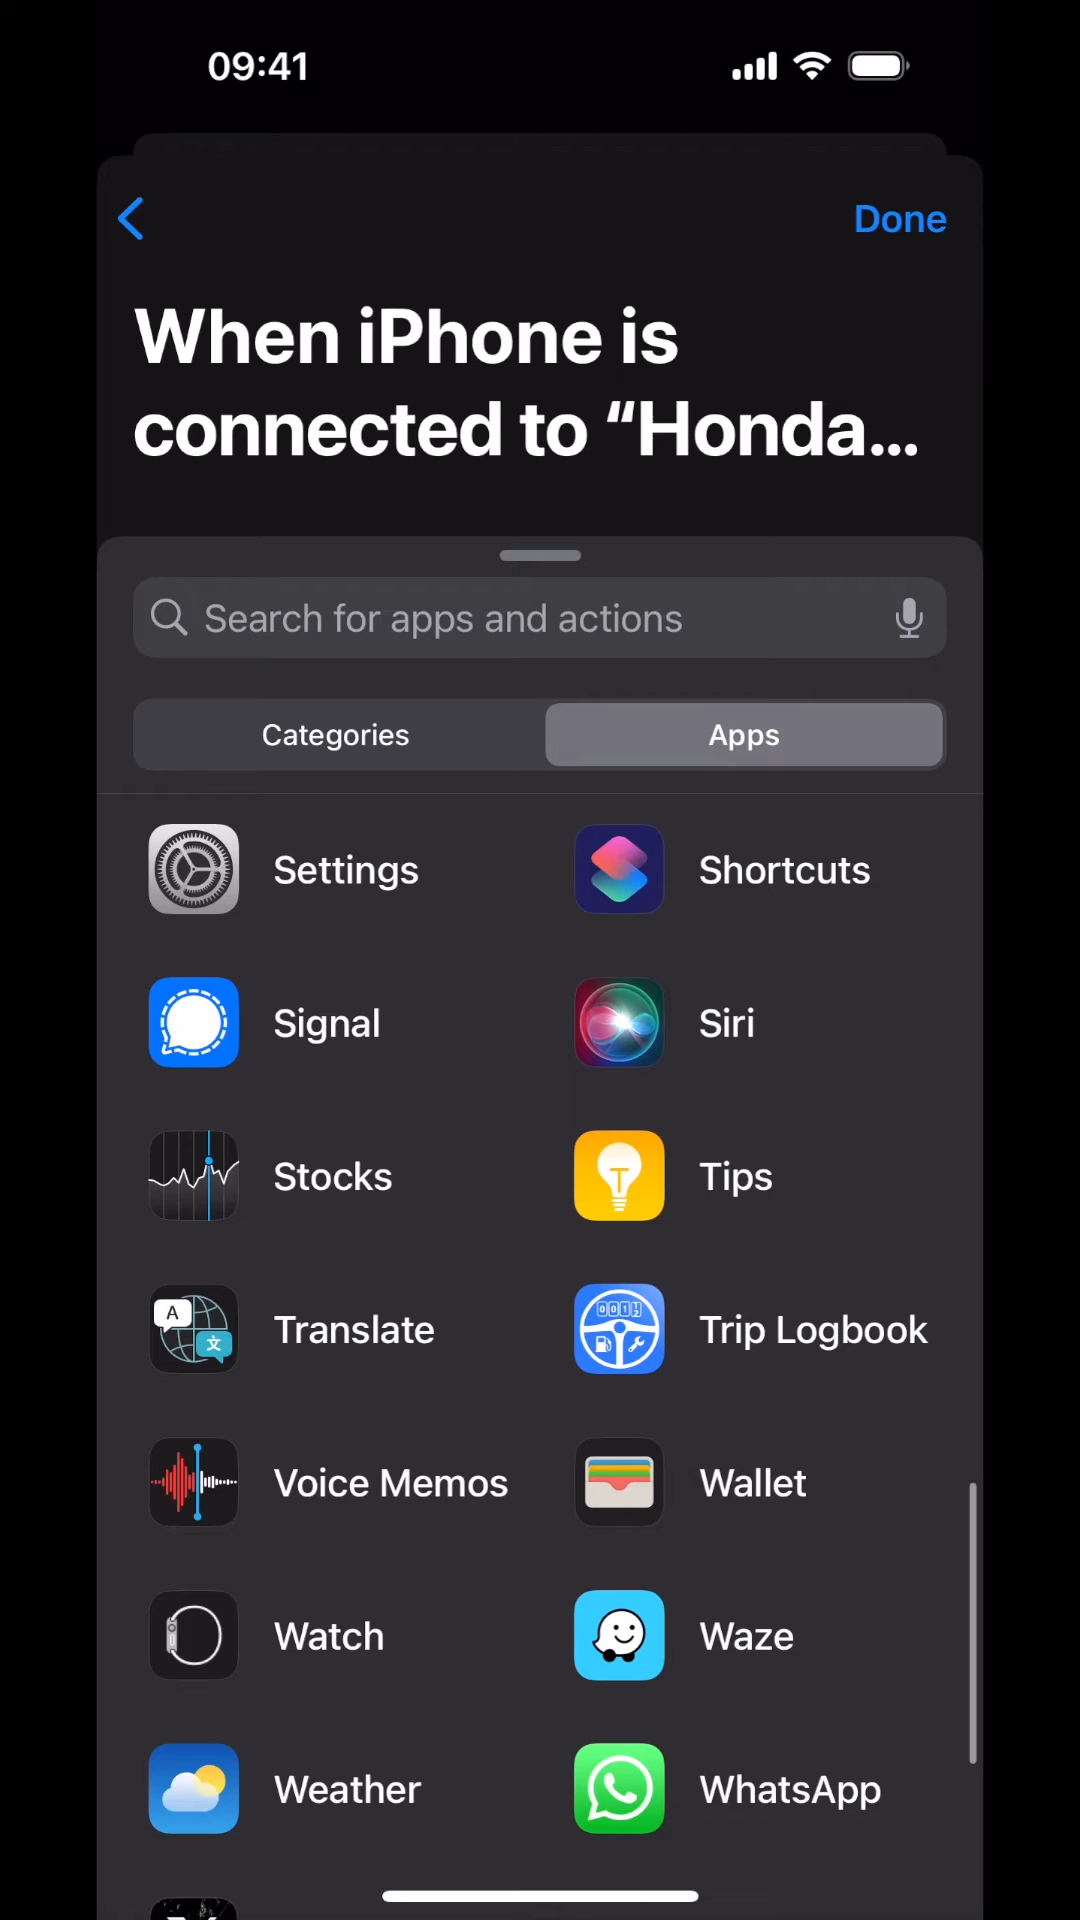 09:41
Done
When iPhone is
connected to “Honda...
Search for apps and actions
Categories
Apps
Settings
Shortcuts
Signal
Siri
Stocks
Tips
Translate
Trip Logbook
Voice Memos
Wallet
Watch
Waze
Weather
WhatsApp